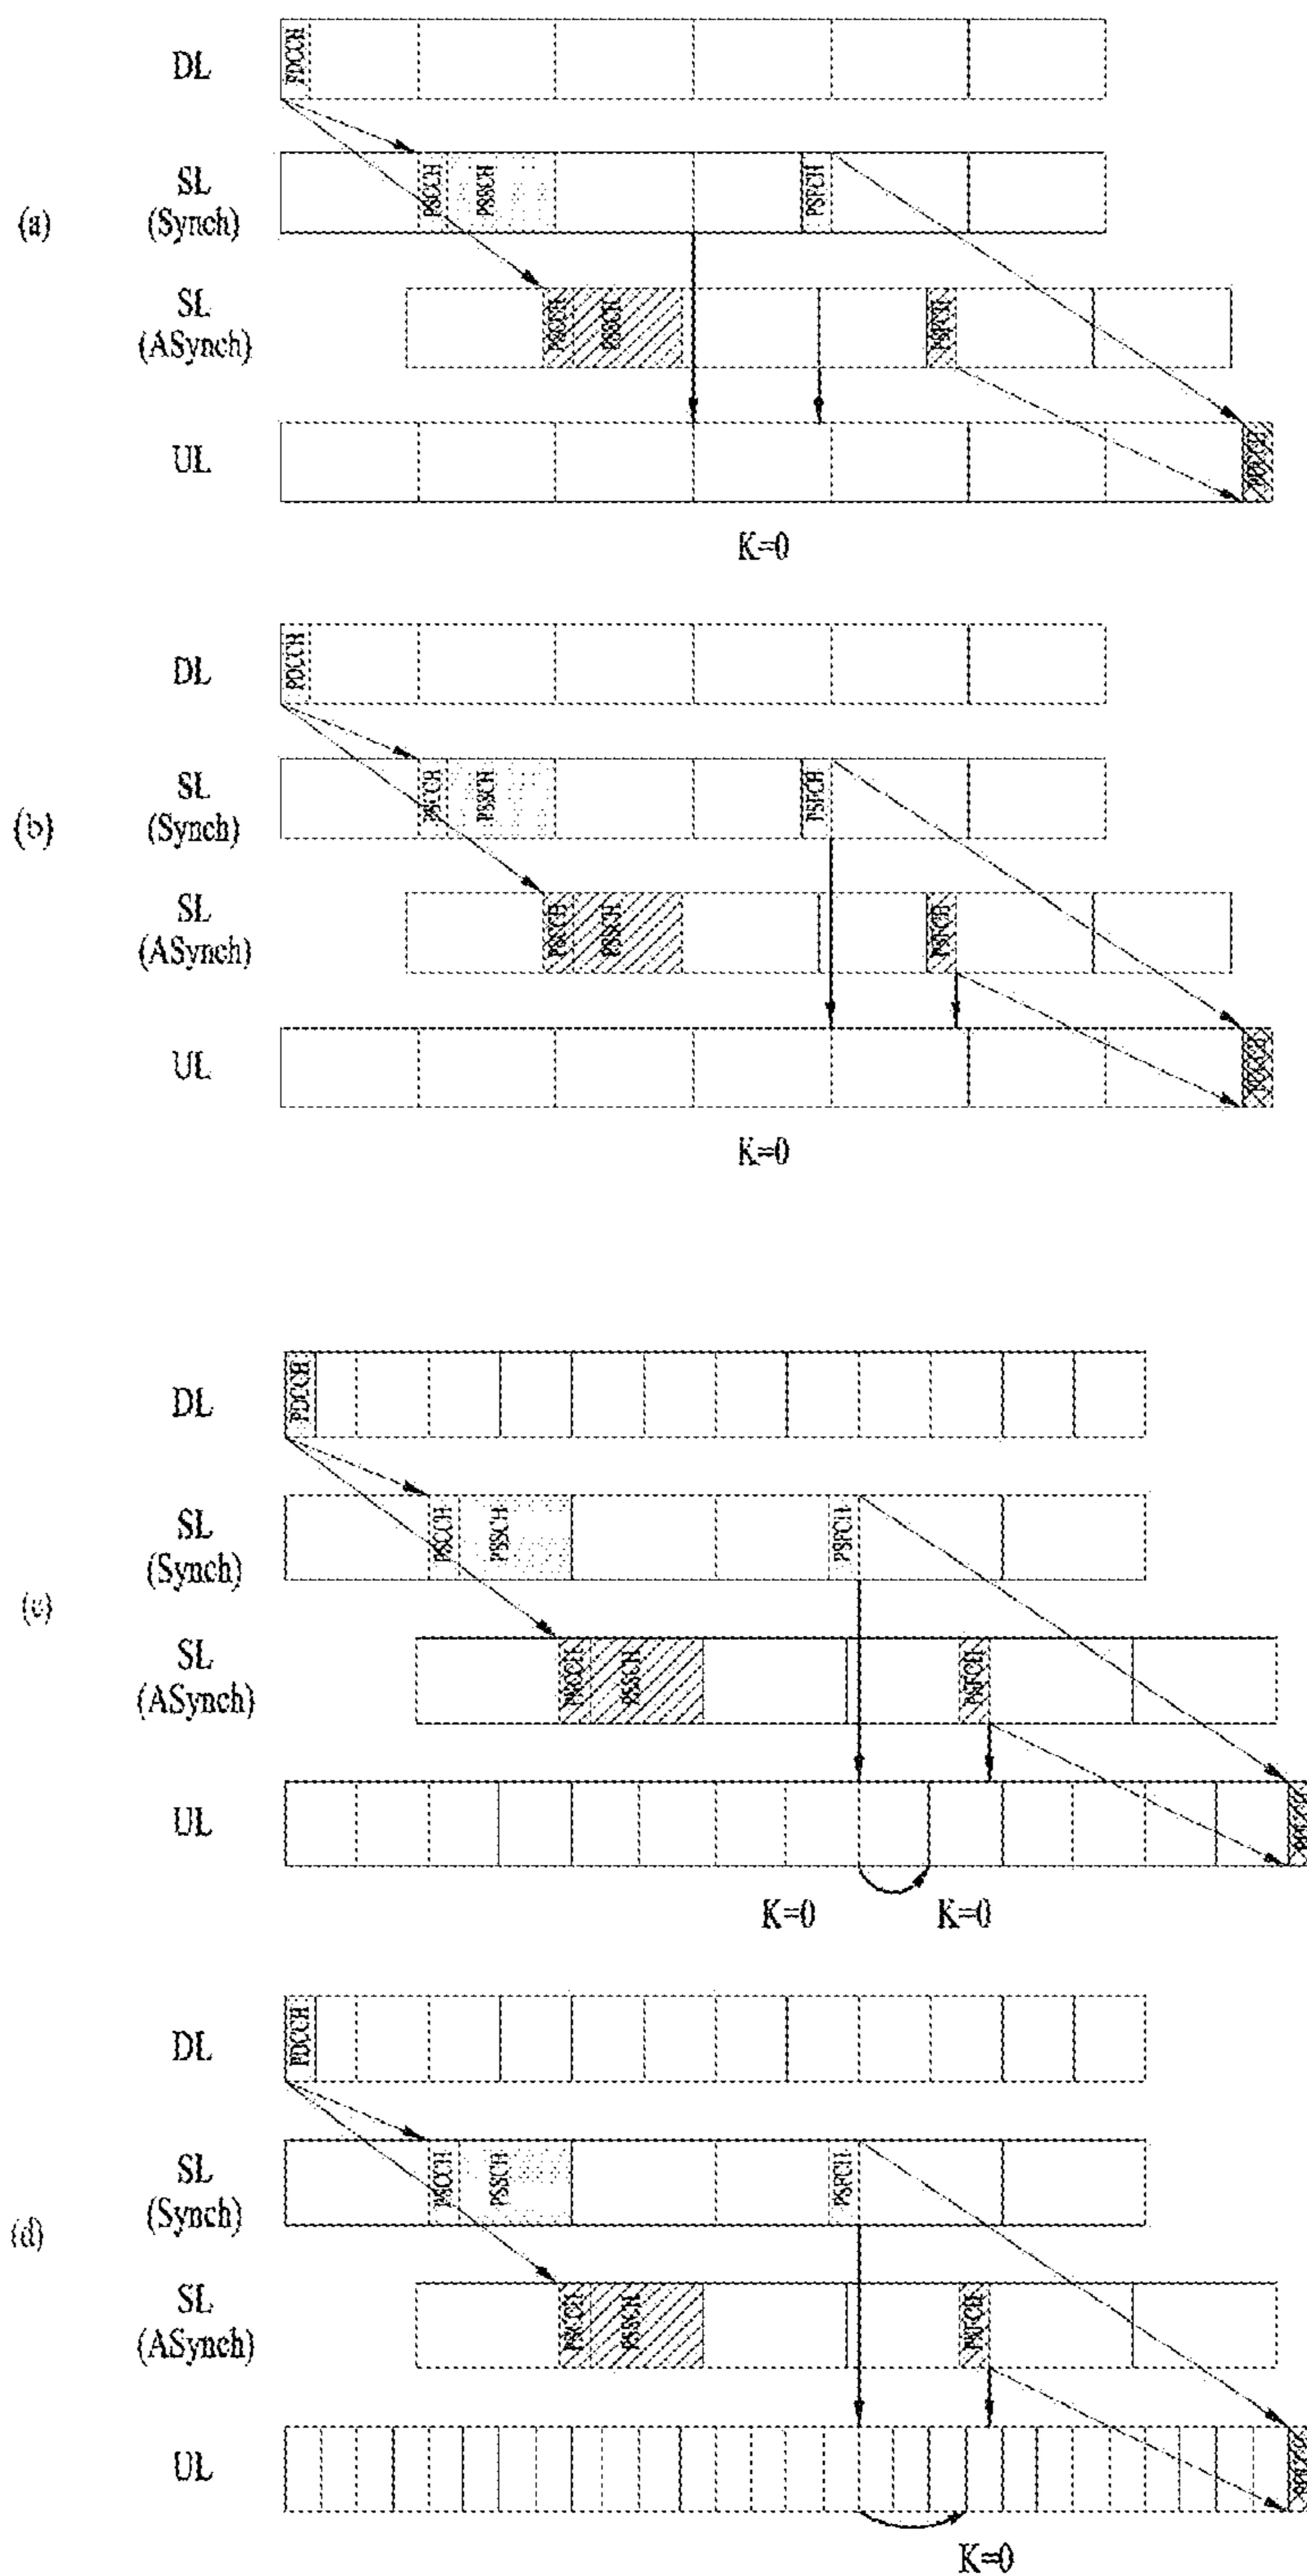 (a)
DL
PDCCH
SL
(Synch)
PSCCH
PSSCH
PSFCH
SL
(ASynch)
PSCCH
PSSCH
PSFCH
UL
K=0
(b)
DL
PDCCH
SL
(Synch)
PSCCH
PSSCH
PSFCH
SL
(ASynch)
PSCCH
PSSCH
PSFCH
UL
PUCCH
K=0
(c)
DL
PDCCH
SL
(Synch)
PSCCH
PSSCH
PSFCH
SL
(ASynch)
PSCCH
PSSCH
PSFCH
UL
K=0
K=0
(d)
DL
PDCCH
SL
(Synch)
PSCCH
PSSCH
PSFCH
SL
(ASynch)
PSCCH
PSSCH
PSFCH
UL
K=0